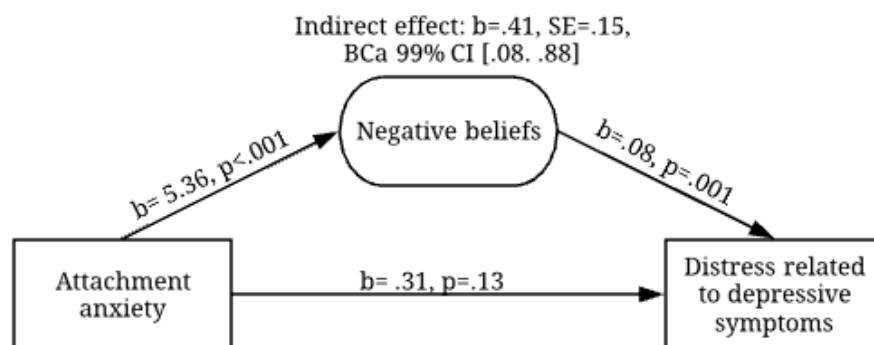 Indirect effect: b=.41, SE=.15,
BCa 99% CI [.08. .88]
Negative beliefs
b= 5.36, p<.001
b=.08, p=.001
Attachment
anxiety
b= .31, p=.13
Distress related
to depressive
symptoms